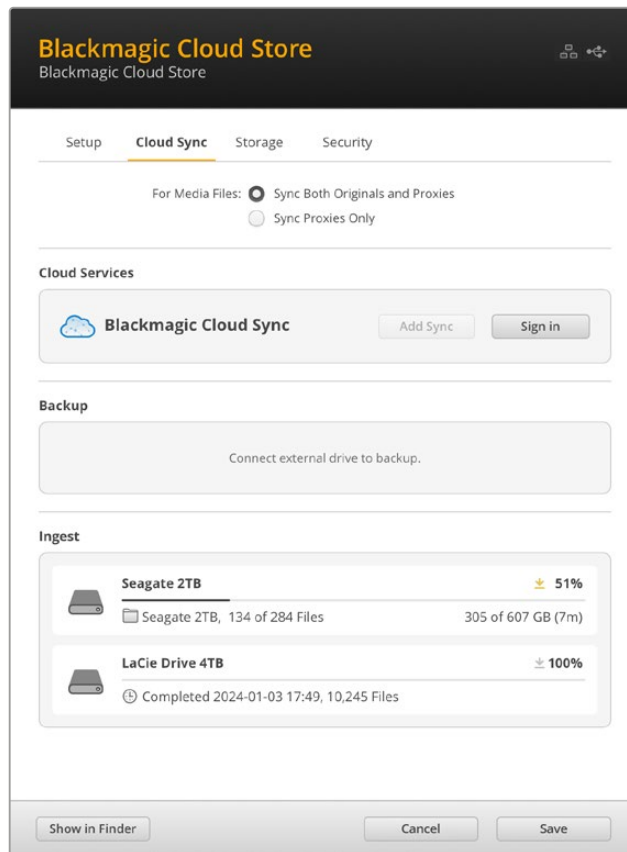 Blackmagic Cloud Store
Blackmagic Cloud Store
Setup Cloud Sync Storage Security
For Media Files: Sync Both Originals and Proxies
Sync Proxies Only
Cloud Services
Blackmagic Cloud Sync Add Sync Sign in
Backup
Connect external drive to backup.
Ingest
Seagate 2TB 51%
Seagate 2TB, 134 of 284 Files 305 of 607 GB (7m)
LaCie Drive 4TB 100%
Completed 2024-01-03 17:49, 10,245 Files
Show in Finder Cancel Save